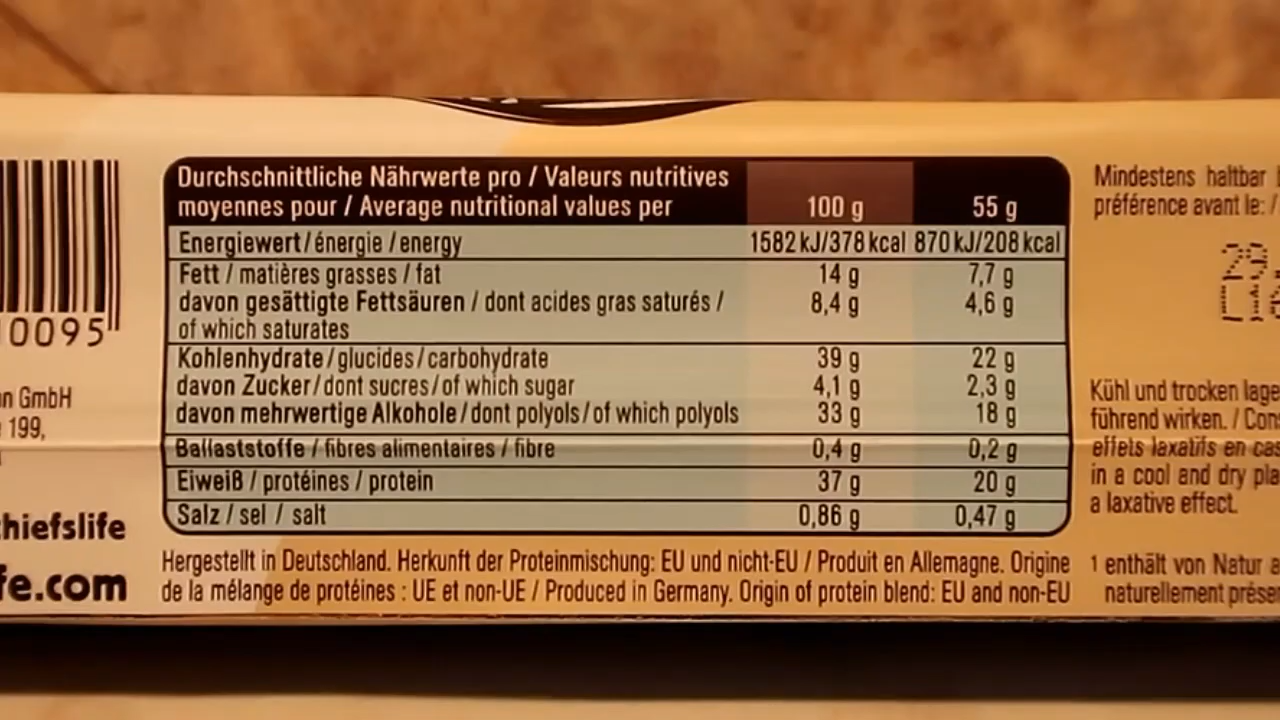 Durchschnittliche Nährwerte pro / Valeurs nutritives
moyennes pour / Average nutritional values per 100 g 55 g
Energiewert/énergie/energy 1582 kJ/378 kcal 870 kJ/208 kcal
Fett / matières grasses / fat 14 g 7,7 g
davon gesättigte Fettsäuren / dont acides gras saturés / 8,4 g 4,6 g
of which saturates
Kohlenhydrate/glucides/carbohydrate 39 g 22 g
davon Zucker/dont sucres/of which sugar 4,1 g 2,3 g
davon mehrwertige Alkohole/dont polyols/of which polyols 33 g 18 g
Ballaststoffe / fibres alimentaires / fibre 0,4 g 0,2 g
Eiweiß / protéines / protein 37 g 20 g
Salz / sel / salt 0,86 g 0,47 g
Hergestellt in Deutschland. Herkunft der Proteinmischung: EU und nicht-EU / Produit en Allemagne. Origine
de la mélange de protéines : UE et non-UE / Produced in Germany. Origin of protein blend: EU and non-EU
0095
GmbH
199,
hiefslife
fe.com
Mindestens haltbar
préférence avant le: /
29.
Kühl und trocken lage
führend wirken. / Con
effets laxatifs en cas
in a cool and dry pla
a laxative effect.
1 enthält von Natur a
naturellement prése